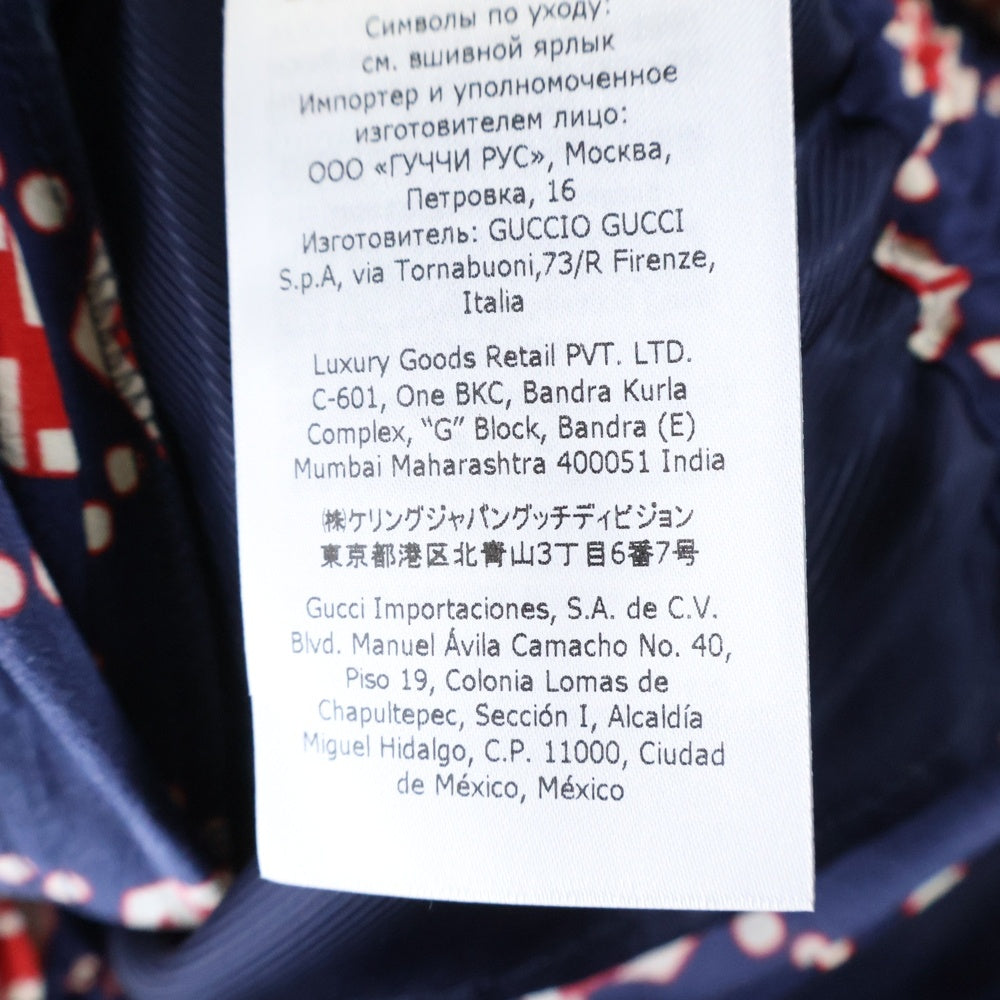 Символы по уходу:
см. вшивной ярлык
Импортер и уполномоченное
изготовителем лицо:
ООО «ГУЧЧИ РУС», Москва,
Петровка, 16
Изготовитель: GUCCIO GUCCI
S.p.A, via Tornabuoni,73/R Firenze,
Italia
Luxury Goods Retail PVT. LTD.
C-601, One BKC, Bandra Kurla
Complex, “G” Block, Bandra (E)
Mumbai Maharashtra 400051 India
㈱ケリングジャパングッチディビジョン
東京都港区北青山3丁目6番7号
Gucci Importaciones, S.A. de C.V.
Blvd. Manuel Ávila Camacho No. 40,
Piso 19, Colonia Lomas de
Chapultepec, Sección I, Alcaldía
Miguel Hidalgo, C.P. 11000, Ciudad
de México, México